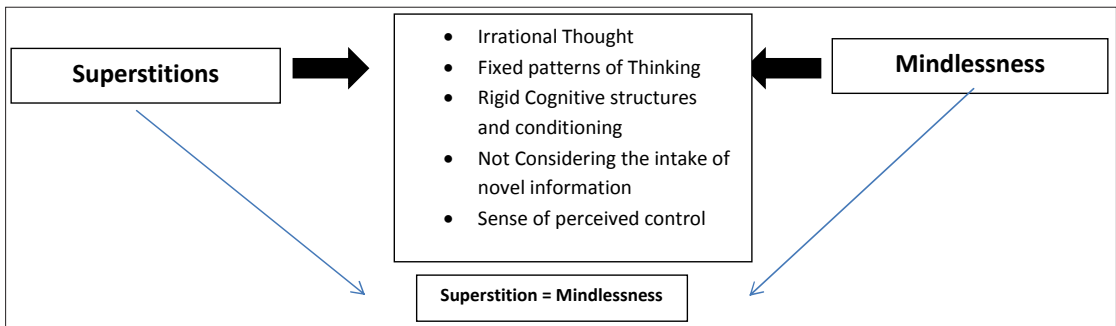 Superstitions
• Irrational Thought
• Fixed patterns of Thinking
• Rigid Cognitive structures
and conditioning
• Not Considering the intake of
novel information
• Sense of perceived control
Mindlessness
Superstition = Mindlessness